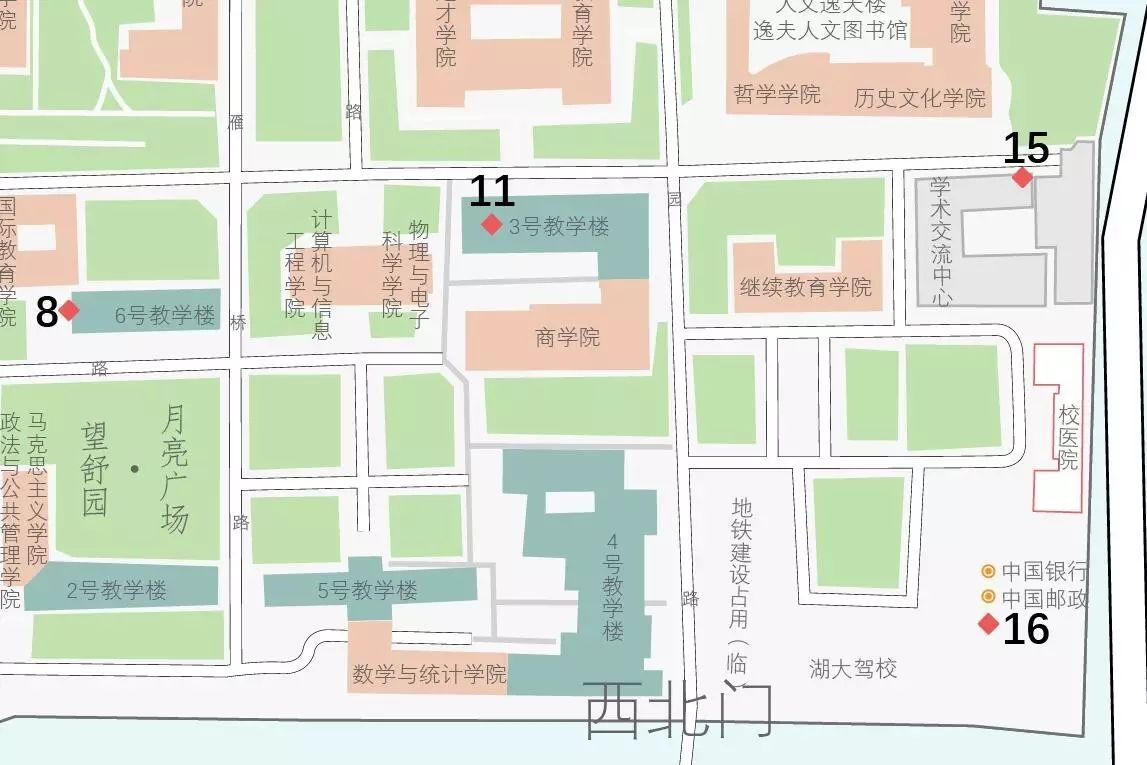 学院
院
艺才学院
教育学院
人文逸夫楼
逸夫人文图书馆
学院
哲学学院
历史文化学院
雁
路
15
11
3号教学楼
园
学术交流中心
国际教育学院
计算机与信息
工程学院
物理与电子
科学学院
8
6号教学楼
桥
继续教育学院
商学院
路
校医院
马克思主义学院
政法与公共管理学院
望舒园
月亮广场
路
地铁建设占用（临）
4号教学楼
2号教学楼
5号教学楼
路
中国银行
中国邮政
16
数学与统计学院
湖大驾校
西北门